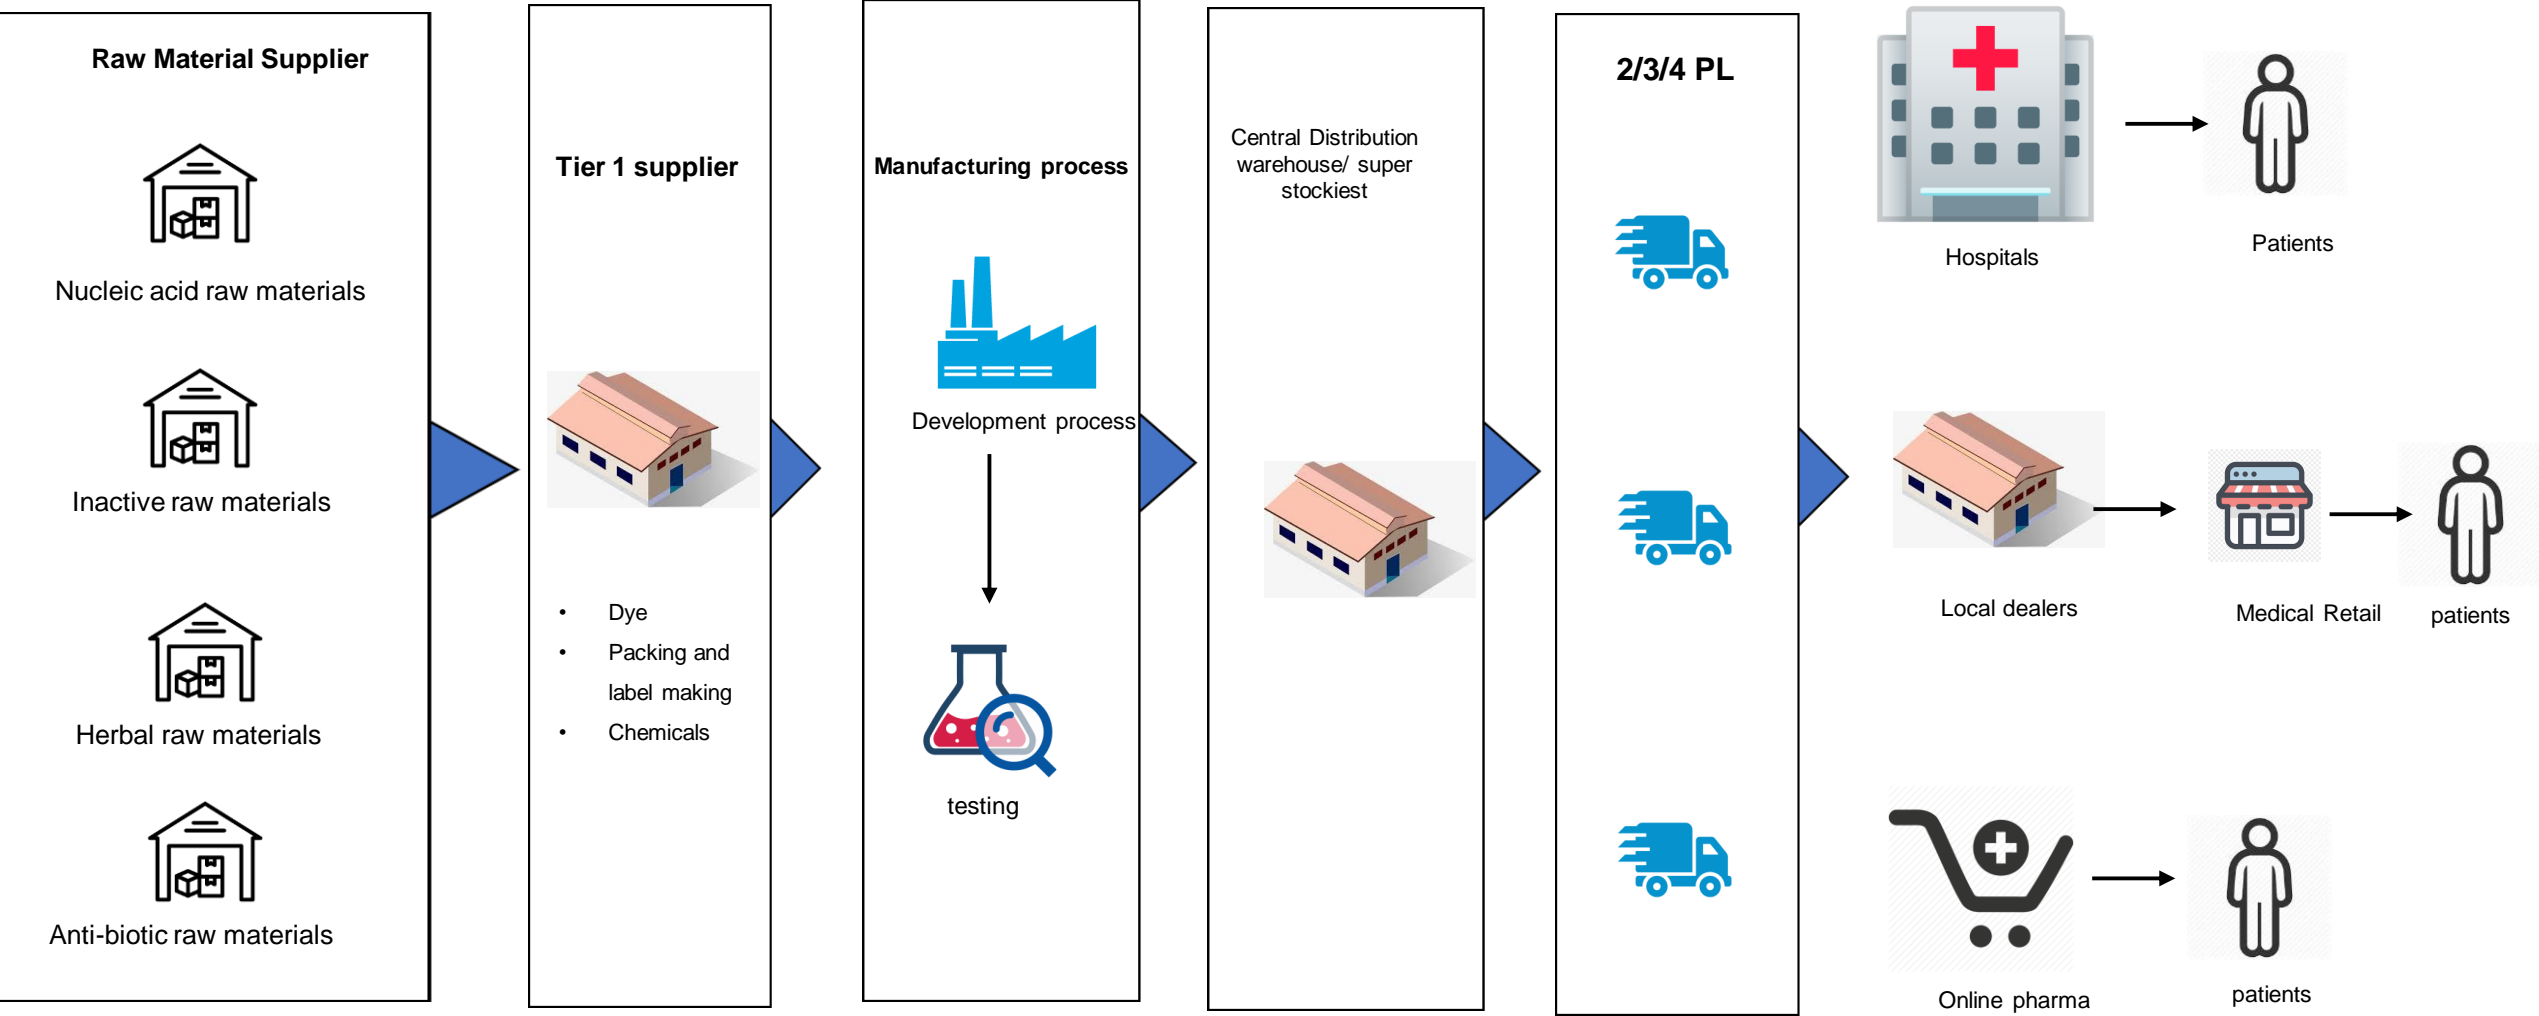 Raw Material Supplier
Nucleic acid raw materials
Inactive raw materials
Herbal raw materials
Anti-biotic raw materials
Tier 1 supplier
• Dye
• Packing and
label making
• Chemicals
Manufacturing process
Development process
testing
Central Distribution
warehouse/ super
stockiest
2/3/4 PL
Hospitals
Patients
Local dealers
Medical Retail
patients
Online pharma
patients